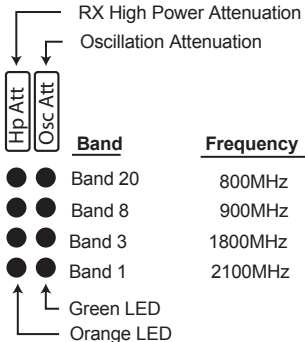 RX High Power Attenuation
Oscillation Attenuation
Hp Att
Osc Att
Band Frequency
Band 20 800MHz
Band 8 900MHz
Band 3 1800MHz
Band 1 2100MHz
Green LED
Orange LED